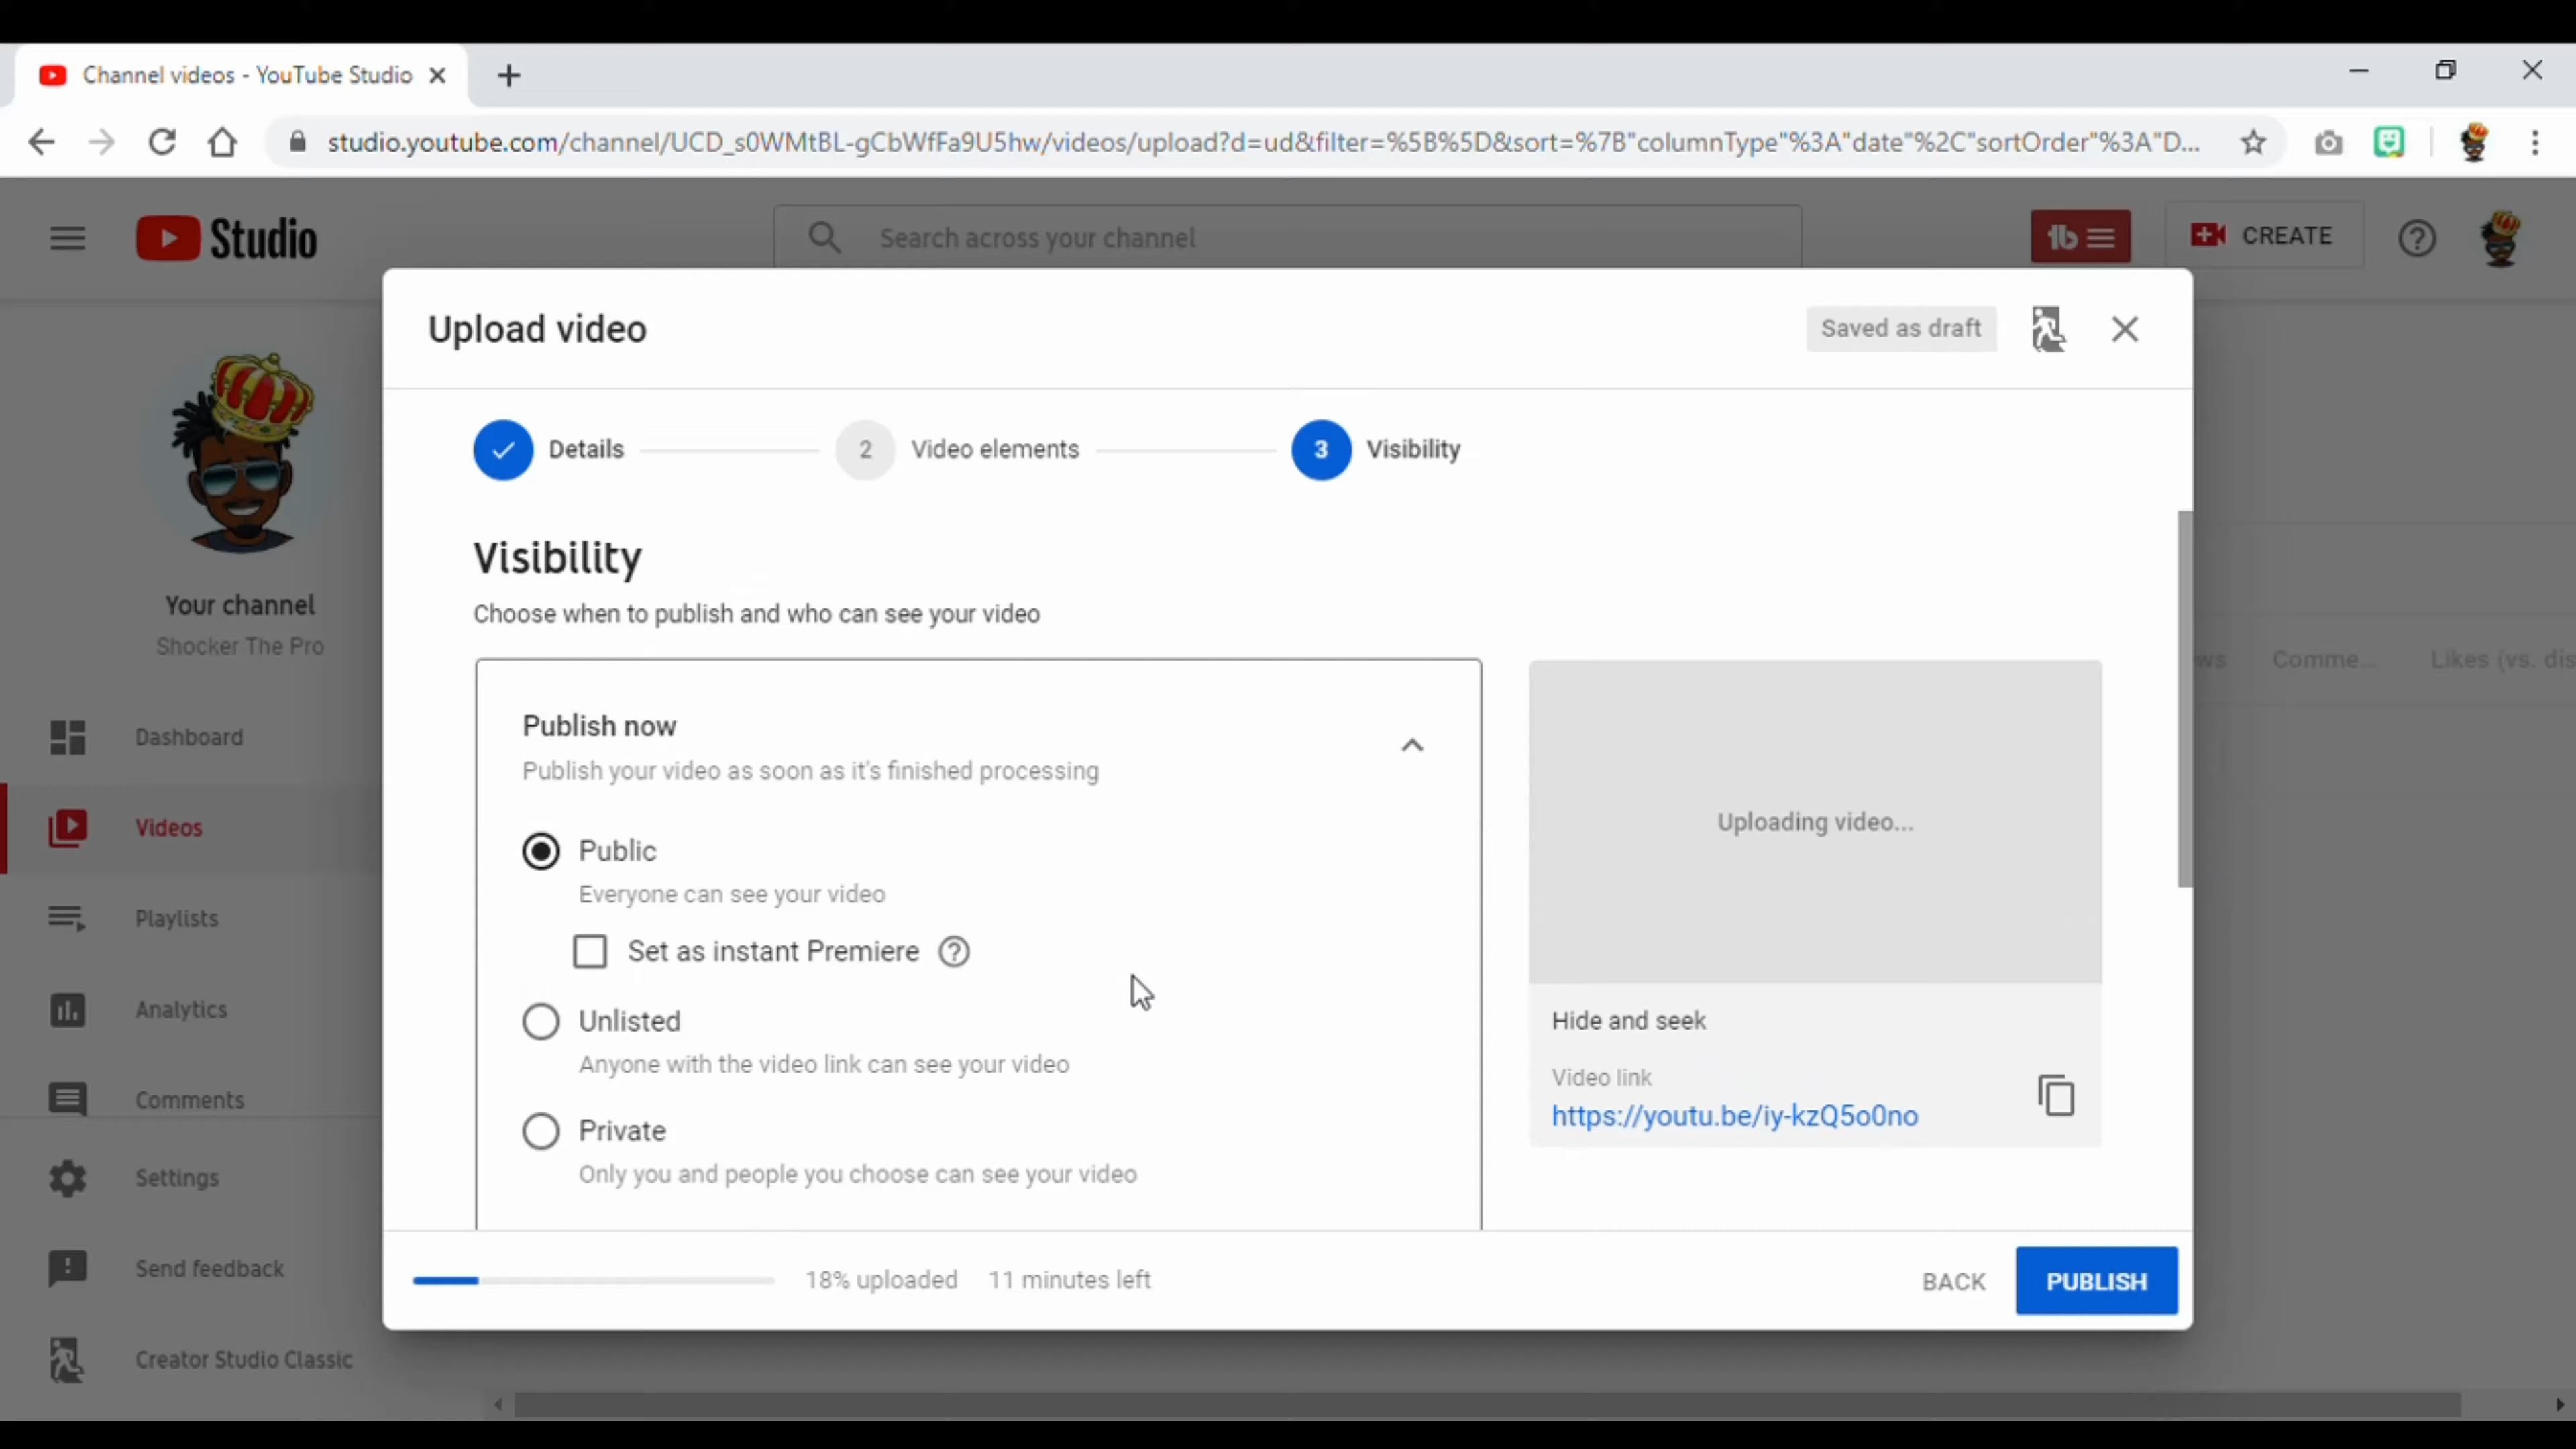 Channel videos - YouTube Studio
studio.youtube.com/channel/UCD_s0WMtBL-gCbWfFa9U5hw/videos/upload?d=ud&filter=%5B%5D&sort=%7B"columnType"%3A"date"%2C"sortOrder"%3A"D...
Studio
Search across your channel
CREATE
Upload video
Saved as draft
Details
2
Video elements
3
Visibility
Visibility
Choose when to publish and who can see your video
Your channel
Shocker The Pro
Dashboard
Videos
Playlists
Analytics
Comments
Settings
Send feedback
Creator Studio Classic
Publish now
Publish your video as soon as it's finished processing
Public
Everyone can see your video
Set as instant Premiere
Unlisted
Anyone with the video link can see your video
Private
Only you and people you choose can see your video
Uploading video...
Hide and seek
Video link
https://youtu.be/iy-kzQ5o0no
ws
Comme...
Likes (vs. dis
18% uploaded
11 minutes left
BACK
PUBLISH